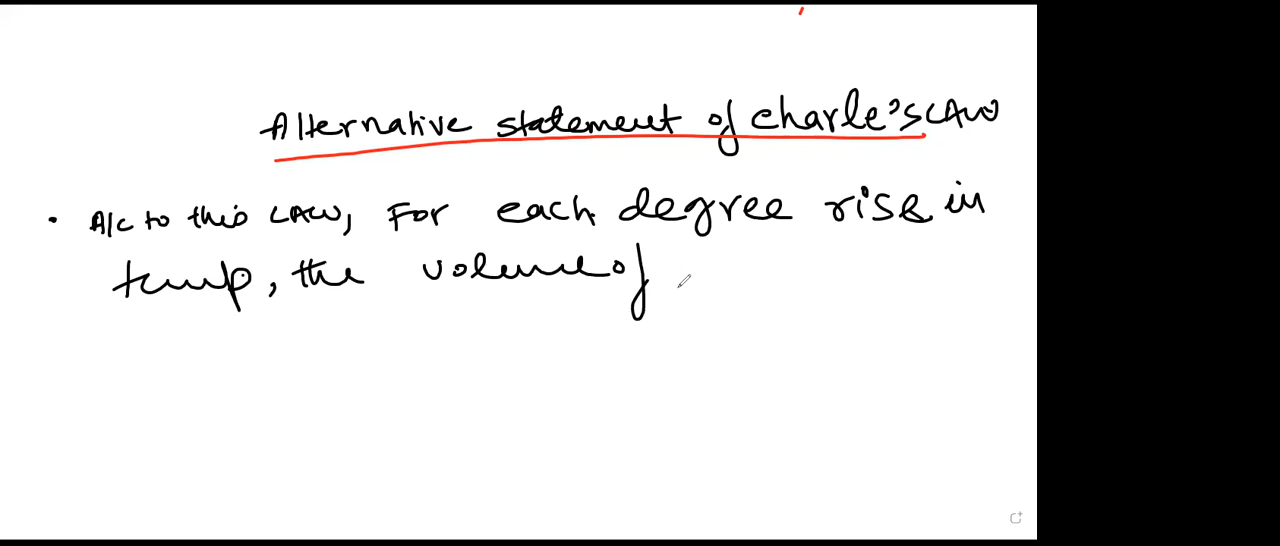 Alternative statement of charle's LAW
• A/c to this LAW, For each degree rise in
temp, the volume of